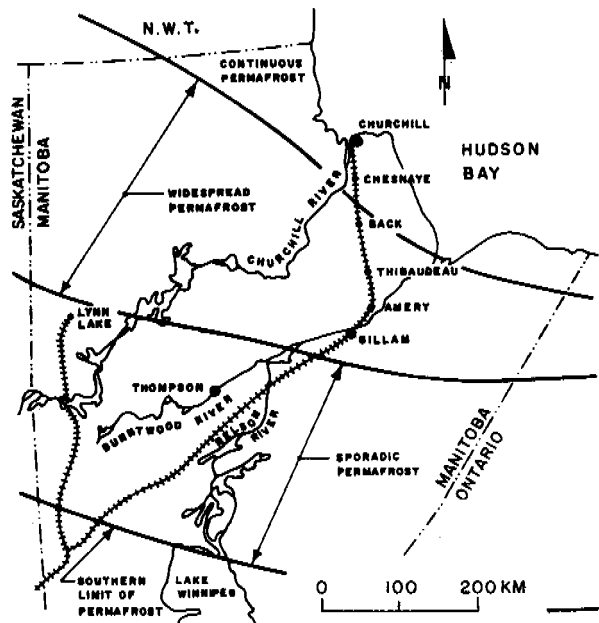 N.W.T.
CONTINUOUS
PERMAFROST
N
CHURCHILL
HUDSON
BAY
SASKATCHEWAN
MANITOBA
WIDESPREAD
PERMAFROST
CHESNAYE
CHURCHILL RIVER
BACK
THIBAUDEAU
LYNN
LAKE
AMERY
GILLAM
THOMPSON
BURNTWOOD RIVER
NELSON
RIVER
SPORADIC
PERMAFROST
MANITOBA
ONTARIO
SOUTHERN
LIMIT OF
PERMAFROST
LAKE
WINNIPEG
0 100 200 KM